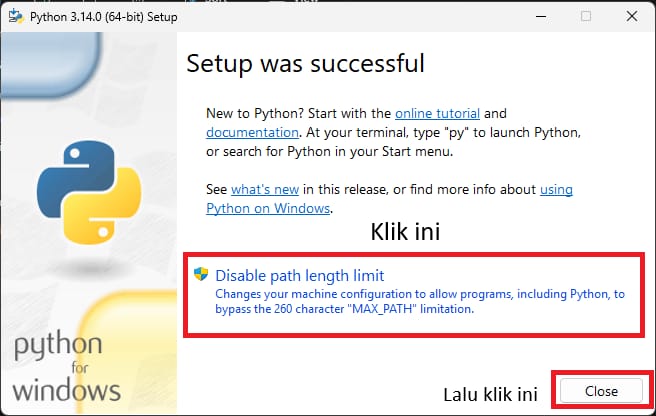 Python 3.14.0 (64-bit) Setup
Setup was successful
New to Python? Start with the online tutorial and
documentation. At your terminal, type "py" to launch Python,
or search for Python in your Start menu.
See what's new in this release, or find more info about using
Python on Windows.
Klik ini
Disable path length limit
Changes your machine configuration to allow programs, including Python, to
bypass the 260 character "MAX_PATH" limitation.
python
for
windows
Lalu klik ini
Close